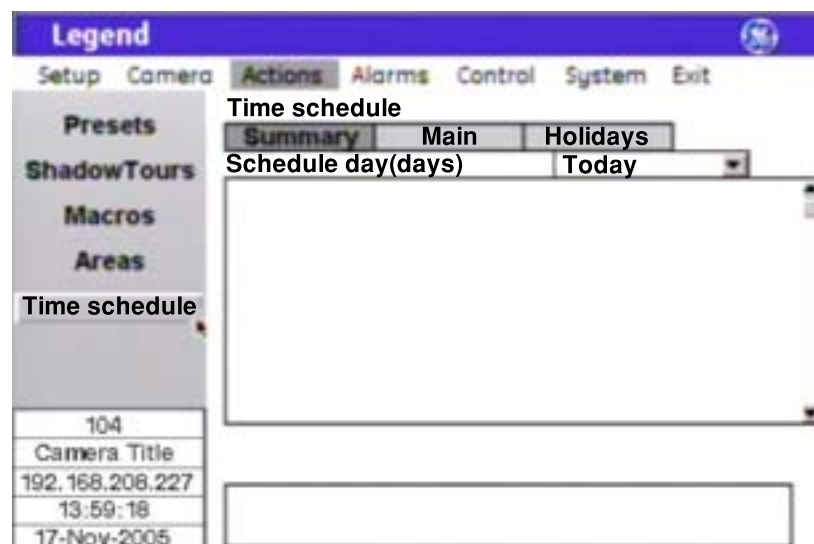 Legend
Setup Camera Actions Alarms Control System Exit
Presets
ShadowTours
Macros
Areas
Time schedule
104
Camera Title
192.168.208.227
13:59:18
17-Nov-2005
Time schedule
Summary Main Holidays
Schedule day(days) Today